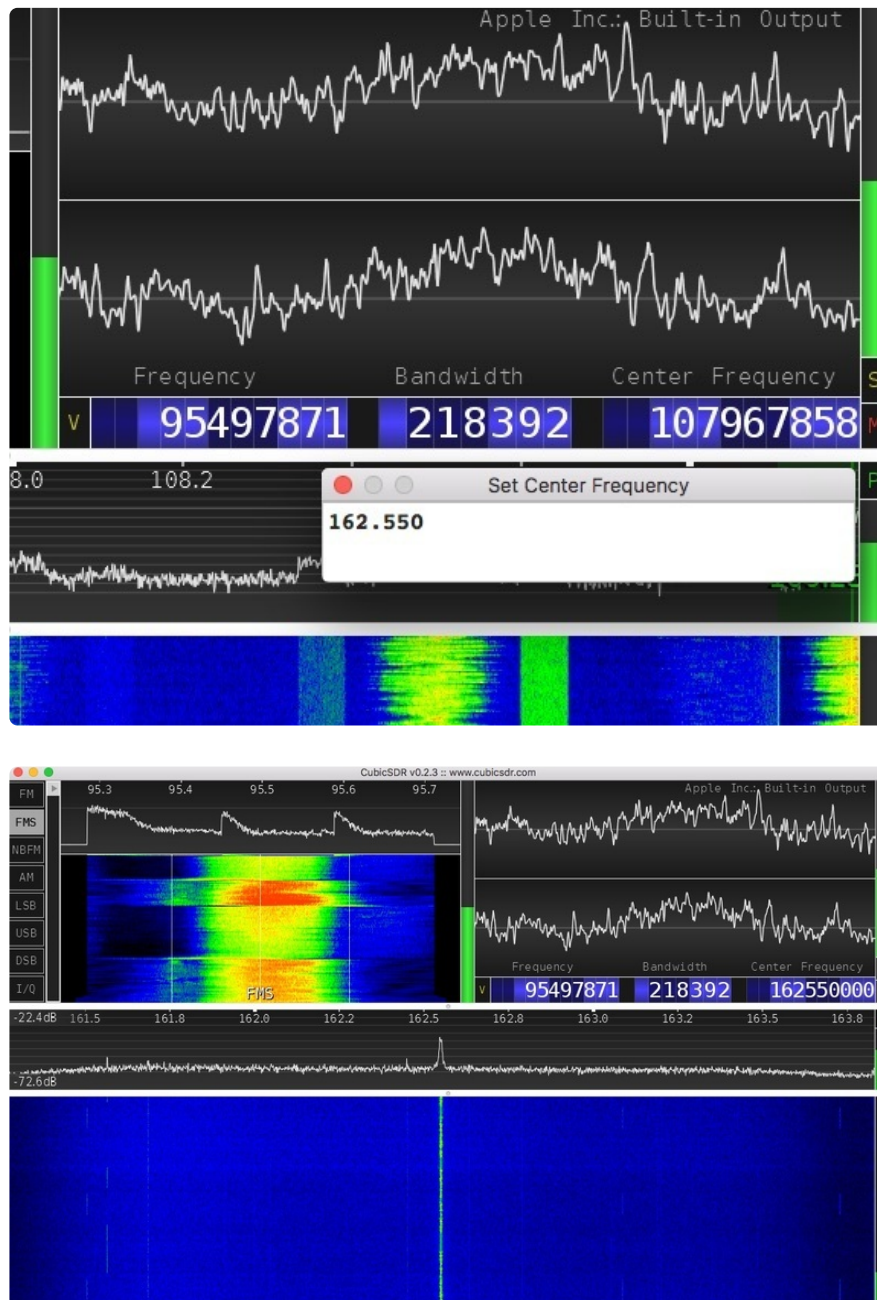 Apple Inc.: Built-in Output
Frequency Bandwidth Center Frequency
V 95497871 218392 107967858
S
M
8.0 108.2
P
Set Center Frequency
162.550
CubicSDR v0.2.3 :: www.cubicsdr.com
FM
FMS
NBFM
AM
LSB
USB
DSB
I/Q
95.3 95.4 95.5 95.6 95.7
FMS
Apple Inc.: Built-in Output
Frequency Bandwidth Center Frequency
V 95497871 218392 162550000
-22.4dB 161.5 161.8 162.0 162.2 162.5 162.8 163.0 163.2 163.5 163.8
-72.6dB